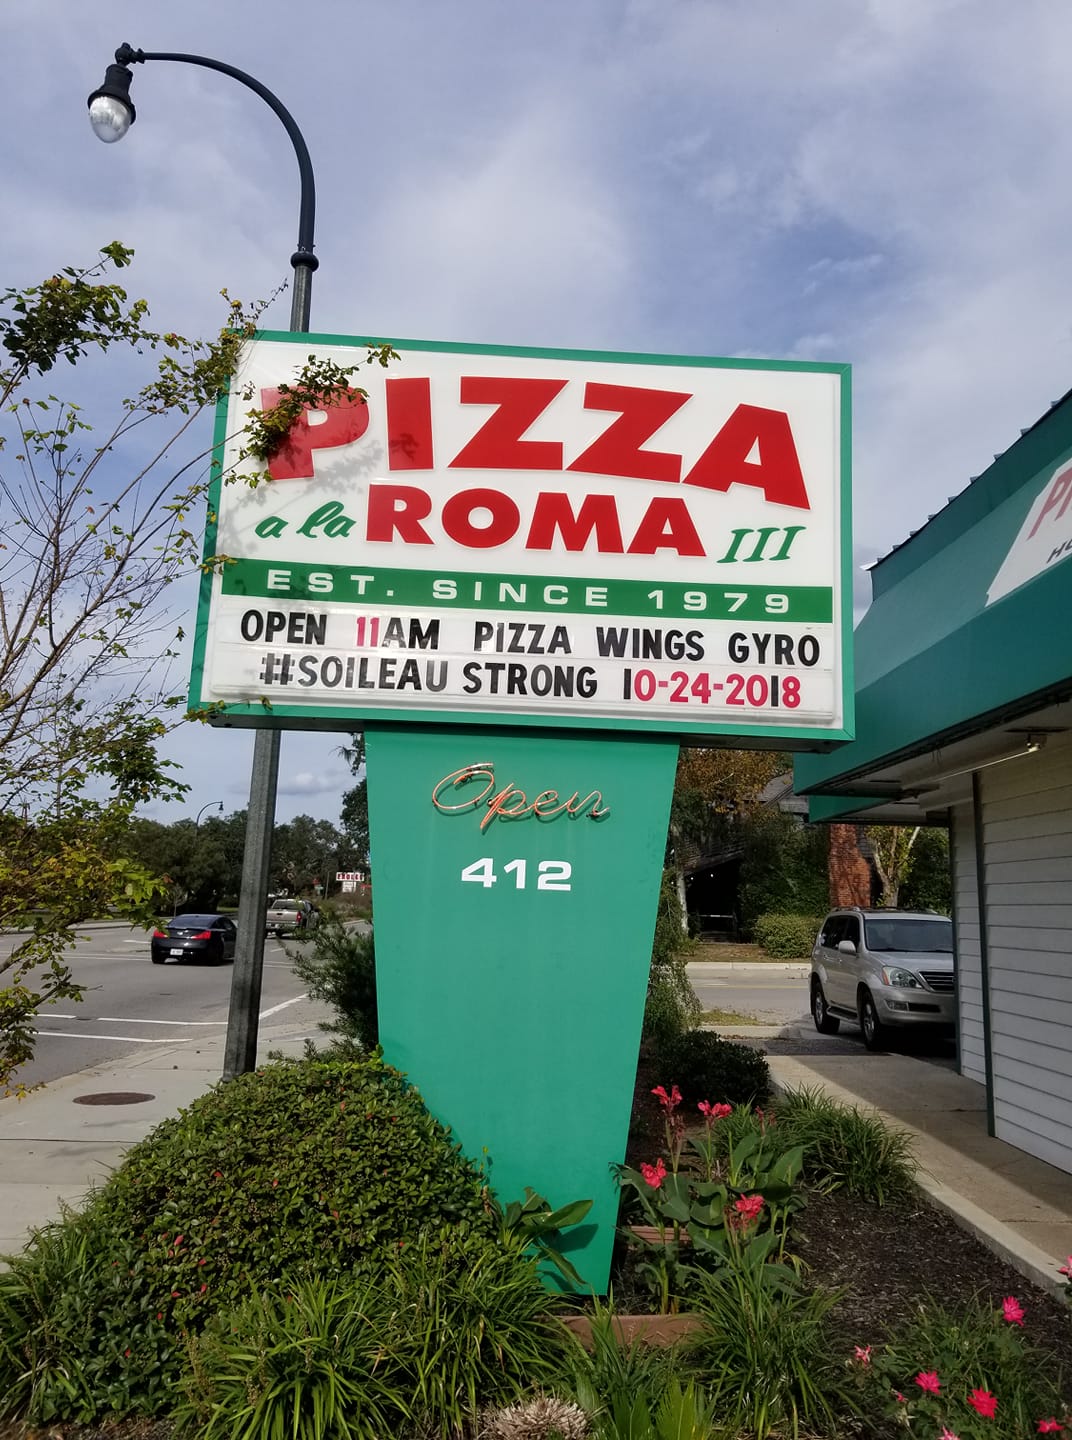 PIZZA
a la ROMA III
EST. SINCE 1979
OPEN 11AM PIZZA WINGS GYRO
#SOILEAU STRONG 10-24-2018
Open
412